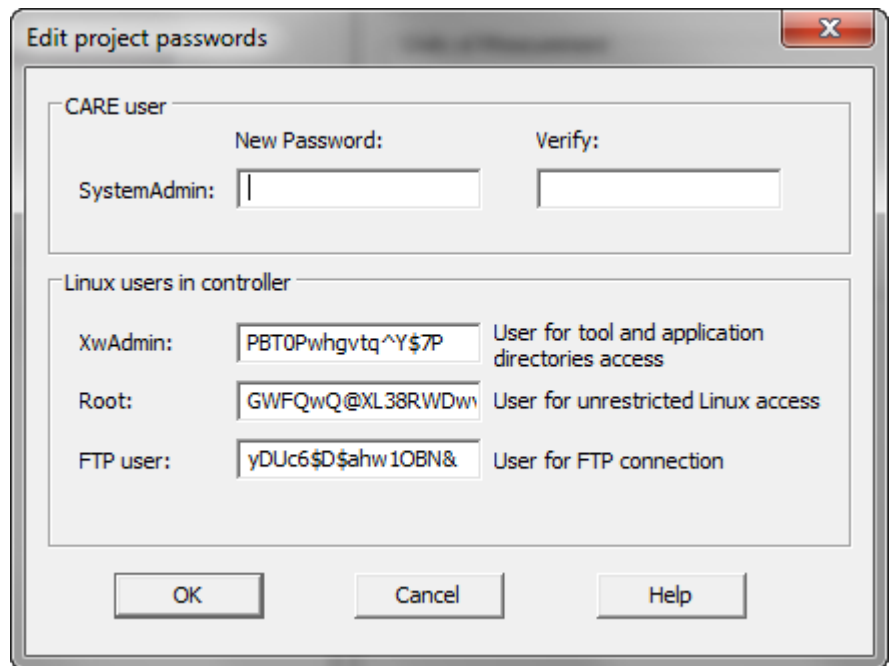 Edit project passwords
CARE user
New Password: Verify:
SystemAdmin:
Linux users in controller
XwAdmin: PBT0Pwhgvtq^Y$7P User for tool and application
directories access
Root: GWFQwQ@XL38RWDwv User for unrestricted Linux access
FTP user: yDUc6$D$ahw1OBN& User for FTP connection
OK Cancel Help